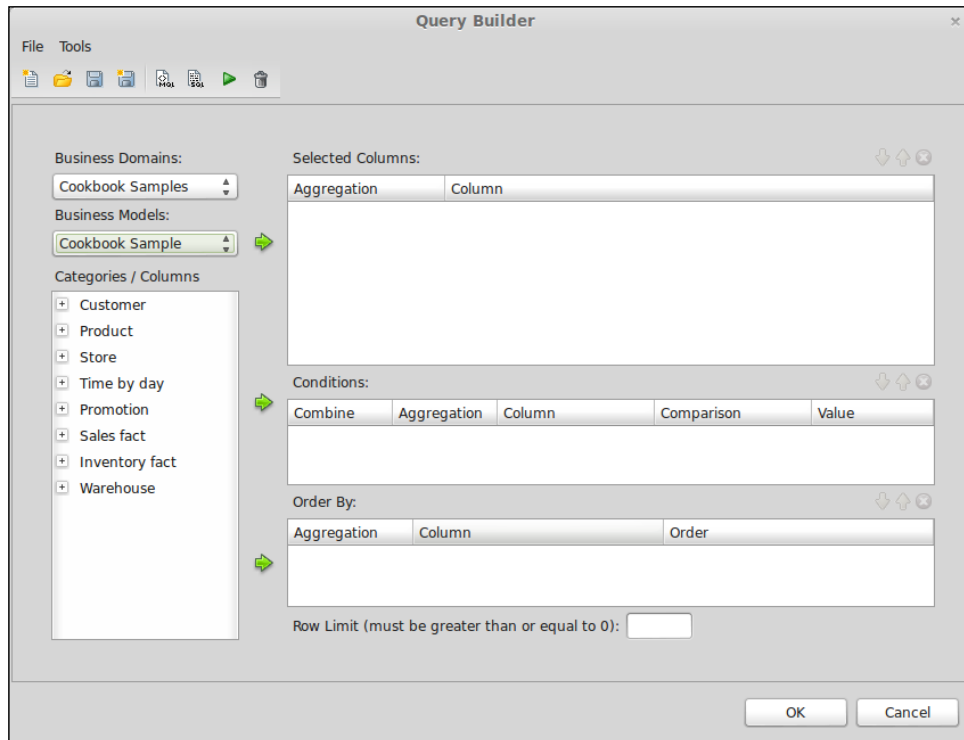 Query Builder
File Tools
MQL SQL
Business Domains:
Cookbook Samples
Business Models:
Cookbook Sample
Categories / Columns
Customer
Product
Store
Time by day
Promotion
Sales fact
Inventory fact
Warehouse
Selected Columns:
Aggregation Column
Conditions:
Combine Aggregation Column Comparison Value
Order By:
Aggregation Column Order
Row Limit (must be greater than or equal to 0):
OK Cancel